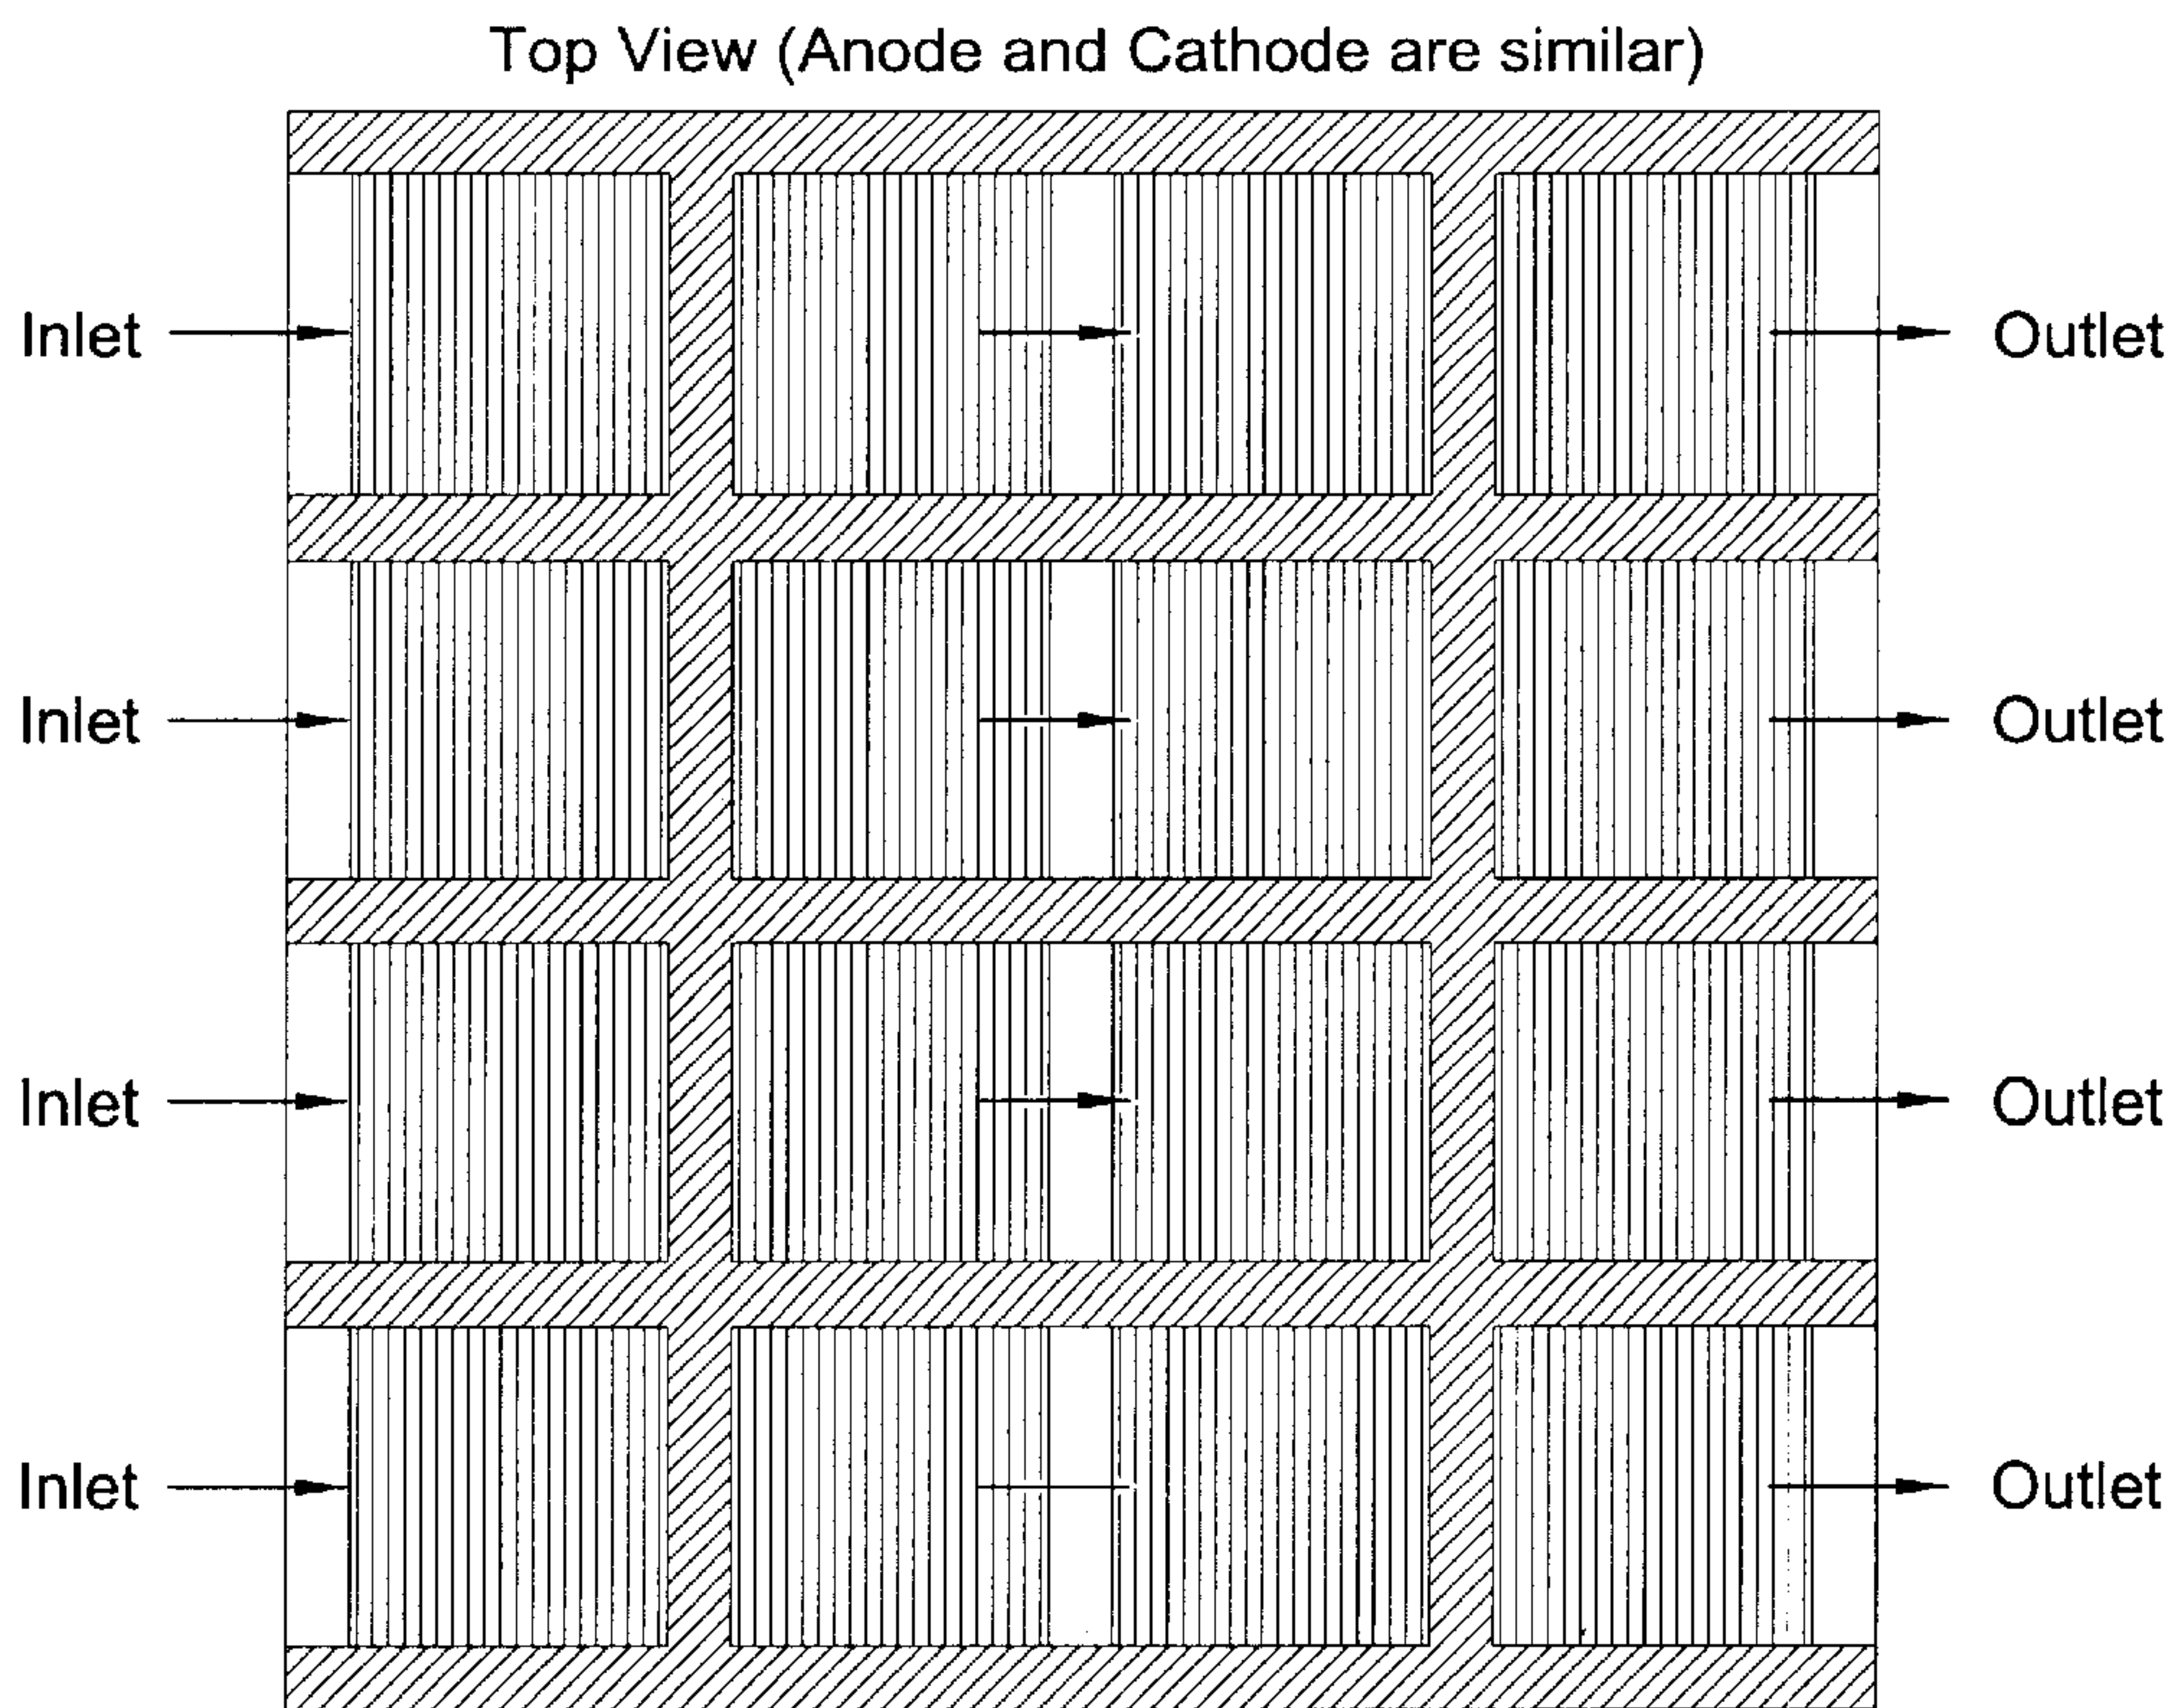 Top View (Anode and Cathode are similar)
Inlet
Outlet
Inlet
Outlet
Inlet
Outlet
Inlet
Outlet